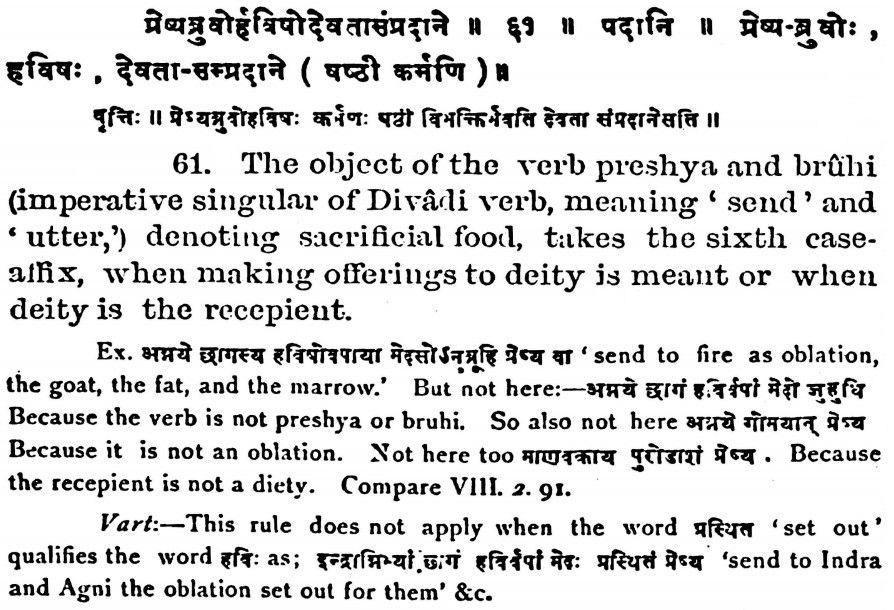 प्रेष्यब्रुवोर्हविषोदेवतासंप्रदाने ॥ ६१ ॥ पदानि ॥ प्रेष्य-ब्रुवोः ,
हविषः , देवता-सम्प्रदाने ( षष्ठी कर्मणि ) ॥
वृत्तिः ॥ प्रेष्यब्रुवोहविषः कर्मणः षष्ठी विभक्तिर्भवति देवता संप्रदानेसति ॥
61. The object of the verb preshya and brûhi
(imperative singular of Divâdi verb, meaning ‘ send ’ and
‘ utter,’) denoting sacrificial food, takes the sixth case-
affix, when making offerings to deity is meant or when
deity is the recepient.
Ex. अग्नये छागस्य हविषोवपाया मेदसोऽनुब्रूहि प्रेष्य वा ‘ send to fire as oblation,
the goat, the fat, and the marrow.’ But not here:—अग्नये छागं हविर्वपां मेदो जुहुधि
Because the verb is not preshya or bruhi. So also not here अग्नये गोमयान् प्रेष्य
Because it is not an oblation. Not here too माणवकाय पुरोडाशं प्रेष्य . Because
the recepient is not a diety. Compare VIII. 2. 91.
Vart:—This rule does not apply when the word प्रस्थित ‘ set out ’
qualifies the word हविः as; इन्द्राग्निभ्यां छागं हविर्वपां मेदः प्रस्थितं प्रेष्य ‘send to Indra
and Agni the oblation set out for them’ &c.